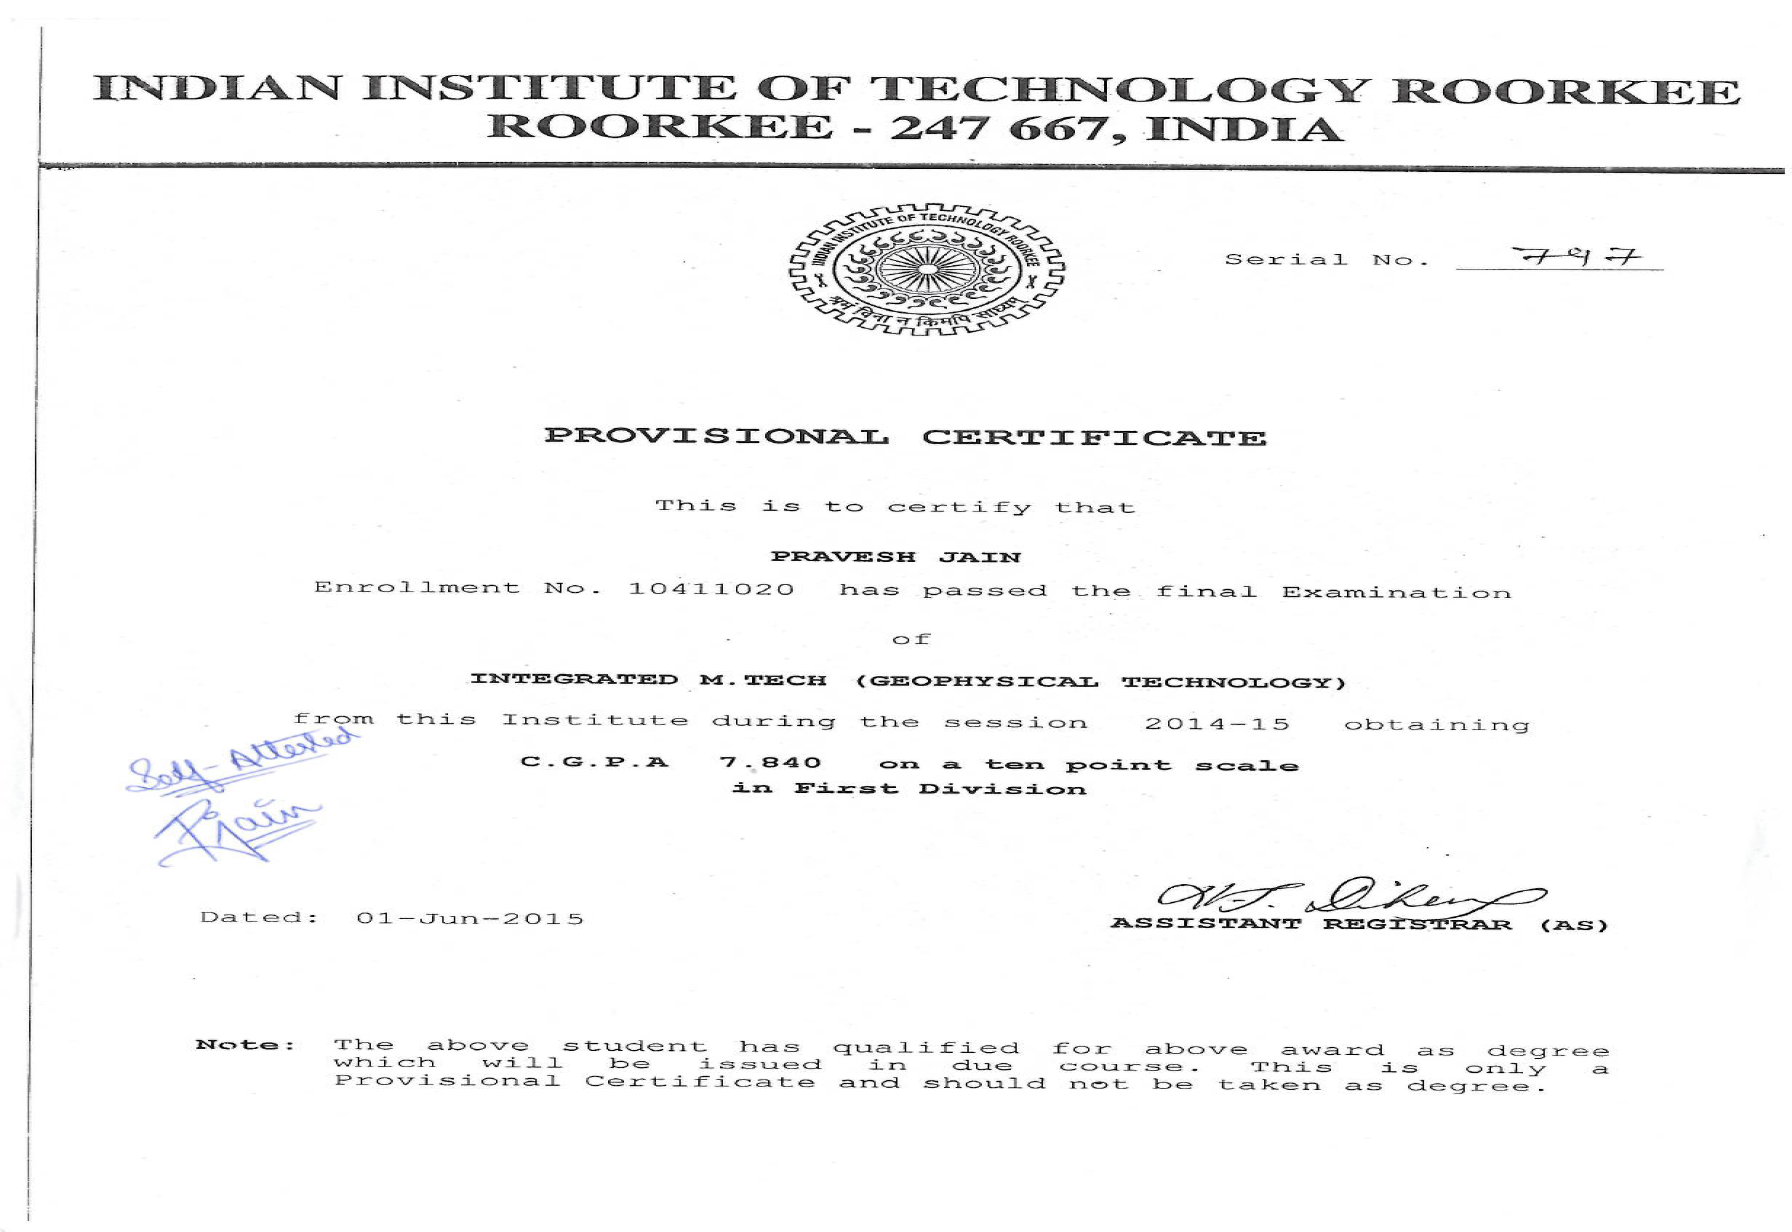 INDIAN INSTITUTE OF TECHNOLOGY ROORKEE
ROORKEE - 247 667, INDIA
INDIAN INSTITUTE OF TECHNOLOGY ROORKEE
श्रमं विना न किमपि साध्यम्
Serial No. 797
PROVISIONAL CERTIFICATE
This is to certify that
PRAVESH JAIN
Enrollment No. 10411020 has passed the final Examination
of
INTEGRATED M.TECH (GEOPHYSICAL TECHNOLOGY)
from this Institute during the session 2014-15 obtaining
C.G.P.A 7.840 on a ten point scale
in First Division
Self-Attested
PJain
Dated: 01-Jun-2015
ASSISTANT REGISTRAR (AS)
Note: The above student has qualified for above award as degree
which will be issued in due course. This is only a
Provisional Certificate and should not be taken as degree.